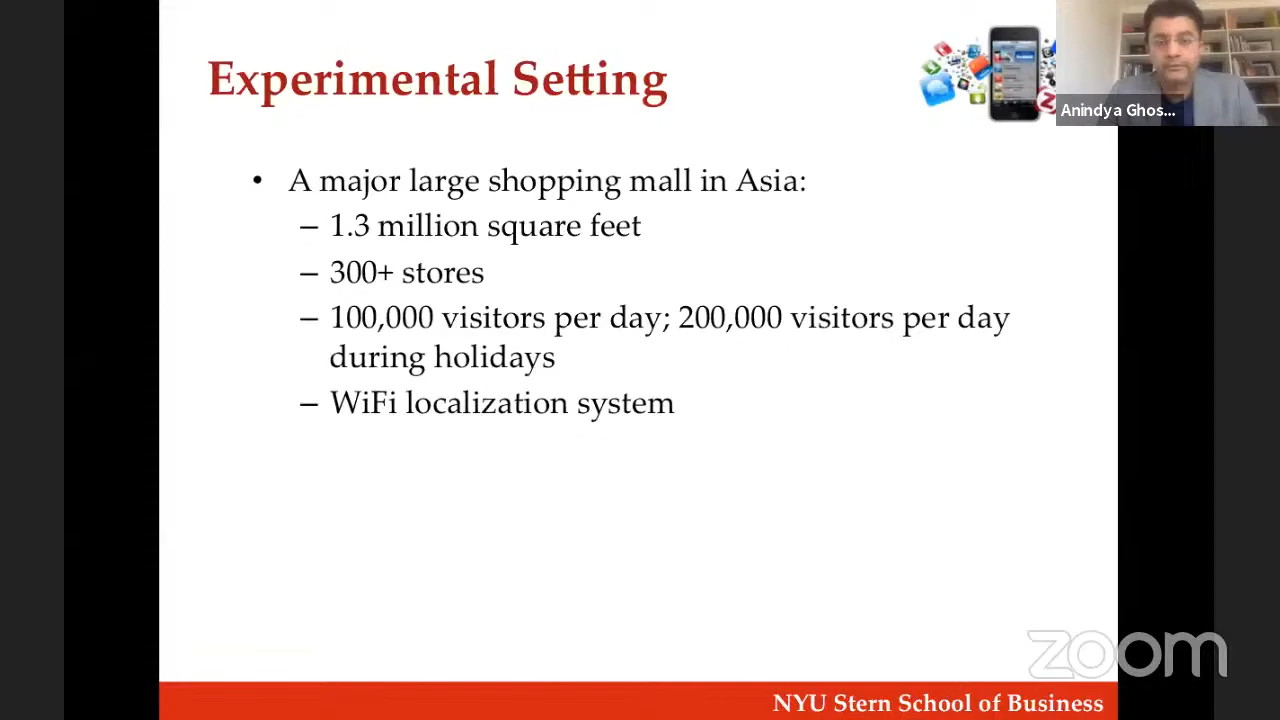 Experimental Setting
Anindya Ghos...
• A major large shopping mall in Asia:
– 1.3 million square feet
– 300+ stores
– 100,000 visitors per day; 200,000 visitors per day
during holidays
– WiFi localization system
zoom
NYU Stern School of Business